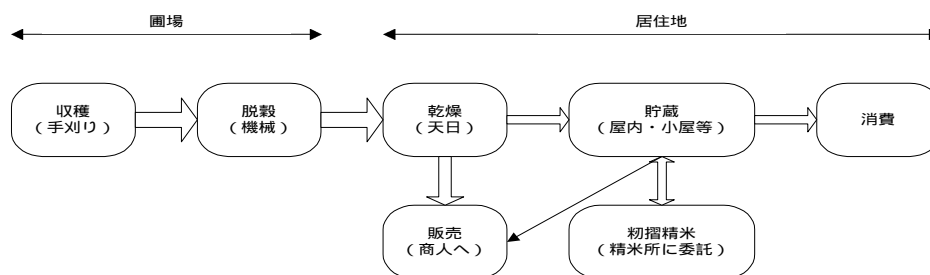 圃場
居住地
収穫
(手刈り)
脱穀
(機械)
乾燥
(天日)
貯蔵
(屋内・小屋等)
消費
販売
(商人へ)
籾摺精米
(精米所に委託)